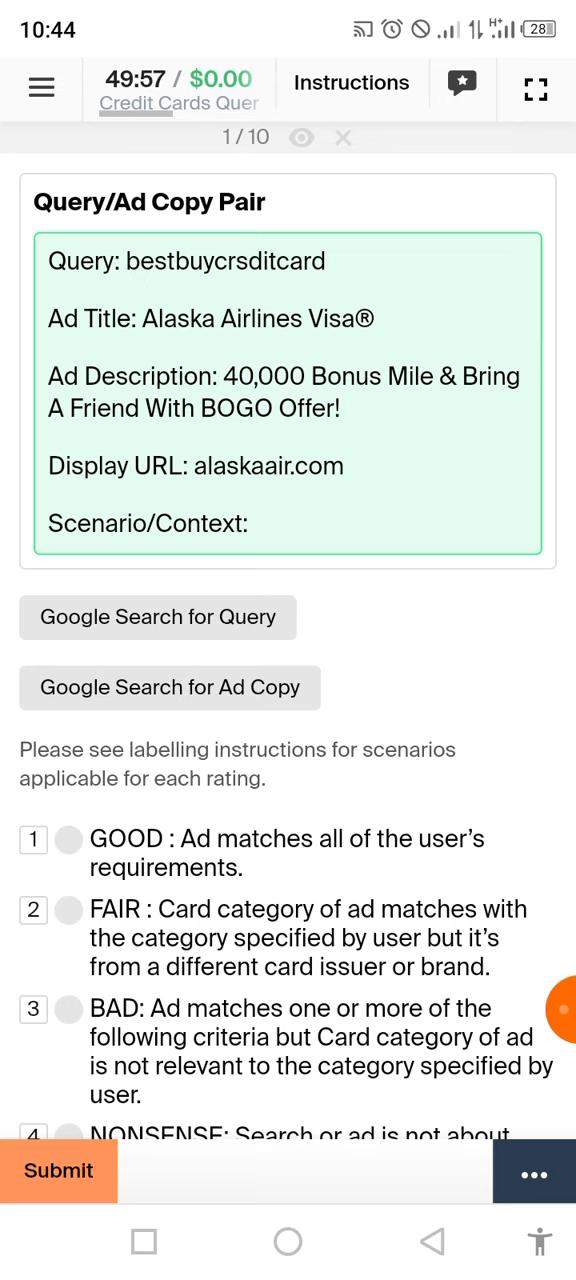 10:44
H+
28
49:57 / $0.00
Credit Cards Quer
Instructions
1 / 10
Query/Ad Copy Pair
Query: bestbuycrsditcard
Ad Title: Alaska Airlines Visa®
Ad Description: 40,000 Bonus Mile & Bring
A Friend With BOGO Offer!
Display URL: alaskaair.com
Scenario/Context:
Google Search for Query
Google Search for Ad Copy
Please see labelling instructions for scenarios
applicable for each rating.
1 GOOD : Ad matches all of the user's
requirements.
2 FAIR : Card category of ad matches with
the category specified by user but it's
from a different card issuer or brand.
3 BAD: Ad matches one or more of the
following criteria but Card category of ad
is not relevant to the category specified by
user.
4 NONSENSE: Search or ad is not about
Submit
...